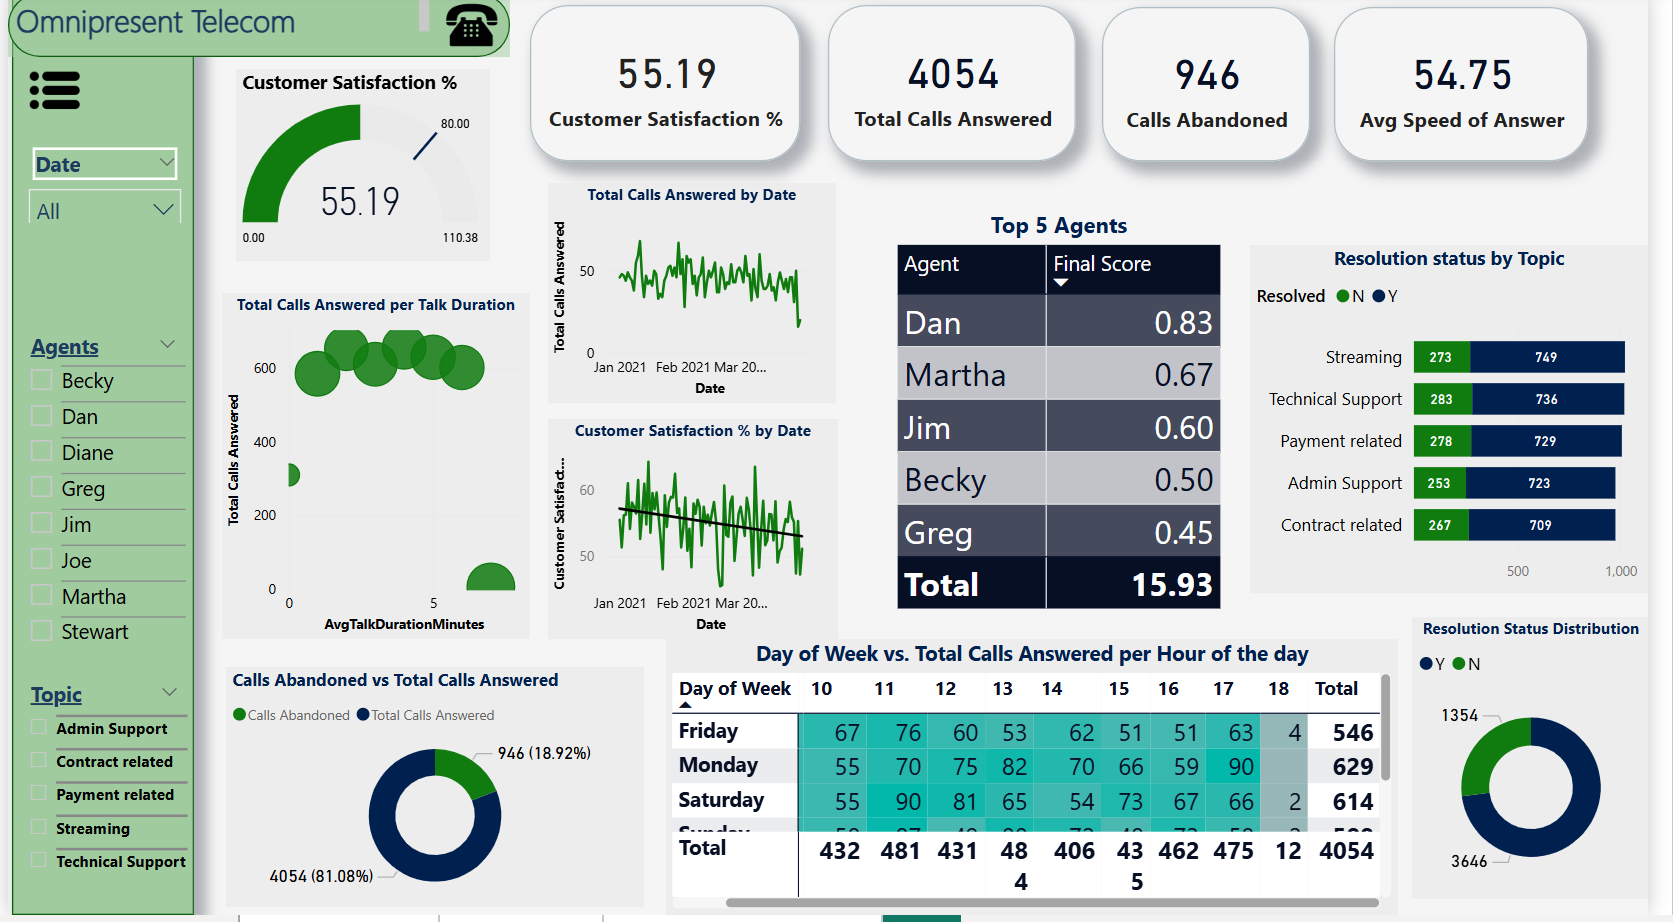 Omnipresent Telecom
Date
All
Agents
Becky
Dan
Diane
Greg
Jim
Joe
Martha
Stewart
Topic
Admin Support
Contract related
Payment related
Streaming
Technical Support
Customer Satisfaction %
80.00
55.19
0.00 110.38
55.19
Customer Satisfaction %
4054
Total Calls Answered
946
Calls Abandoned
54.75
Avg Speed of Answer
Total Calls Answered per Talk Duration
Total Calls Answered
600
400
200
0
0 5
AvgTalkDurationMinutes
Total Calls Answered by Date
Total Calls Answered
50
0
Jan 2021 Feb 2021 Mar 20...
Date
Customer Satisfaction % by Date
Customer Satisfact...
60
50
Jan 2021 Feb 2021 Mar 20...
Date
Top 5 Agents
Agent Final Score
Dan 0.83
Martha 0.67
Jim 0.60
Becky 0.50
Greg 0.45
Total 15.93
Resolution status by Topic
Resolved N Y
Streaming 273 749
Technical Support 283 736
Payment related 278 729
Admin Support 253 723
Contract related 267 709
500 1,000
Calls Abandoned vs Total Calls Answered
Calls Abandoned Total Calls Answered
946 (18.92%)
4054 (81.08%)
Day of Week vs. Total Calls Answered per Hour of the day
Day of Week 10 11 12 13 14 15 16 17 18 Total
Friday 67 76 60 53 62 51 51 63 4 546
Monday 55 70 75 82 70 66 59 90 629
Saturday 55 90 81 65 54 73 67 66 2 614
Sunday
Total 432 481 431 48 406 43 462 475 12 4054
4 5
Resolution Status Distribution
Y N
1354
3646